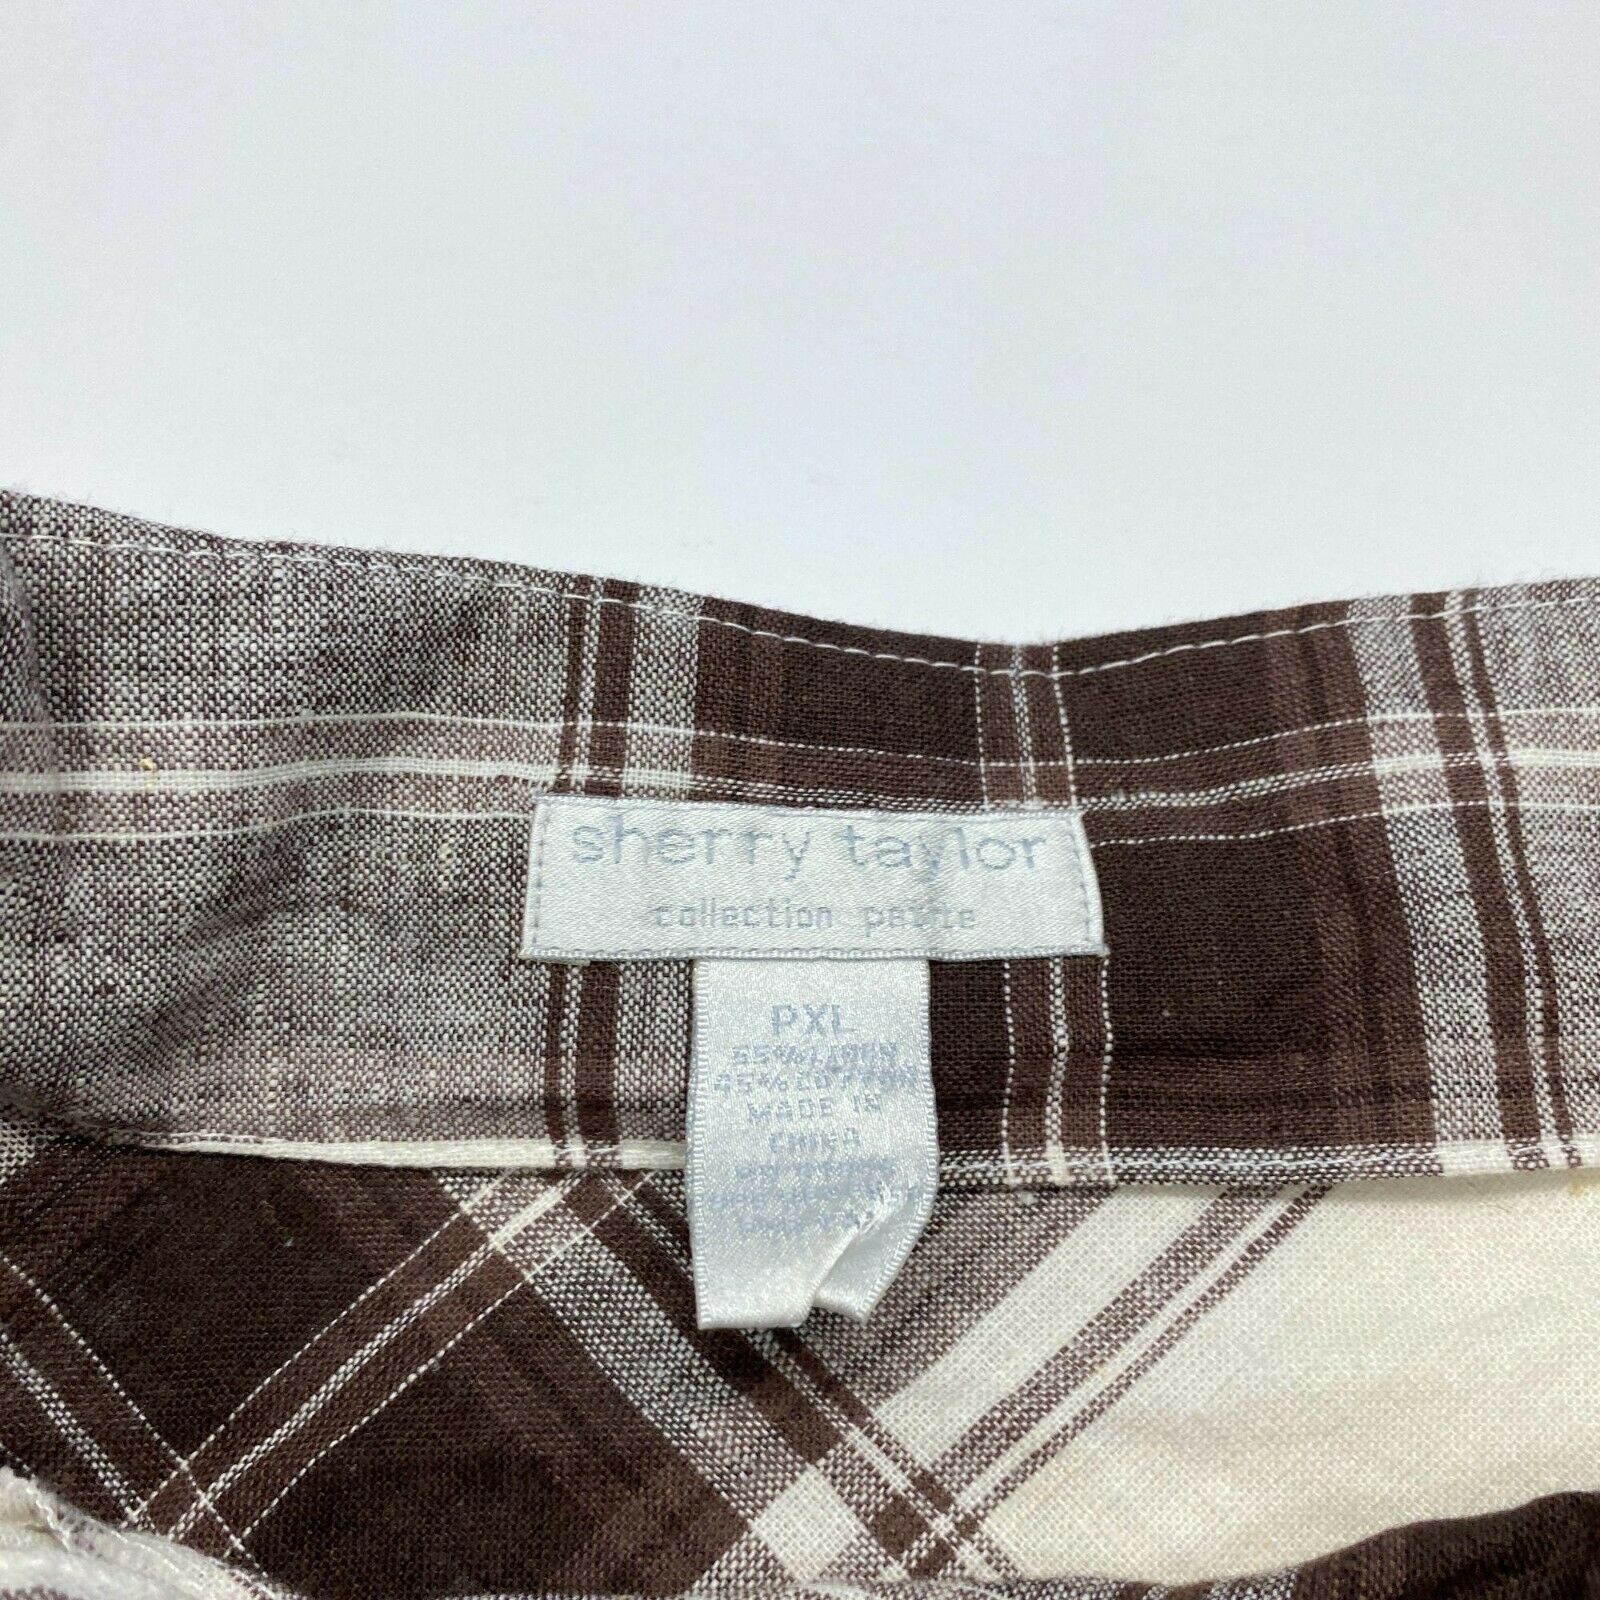 sherry taylor
collection petite
PXL
55% LINEN
45% COTTON
MADE IN
CHINA